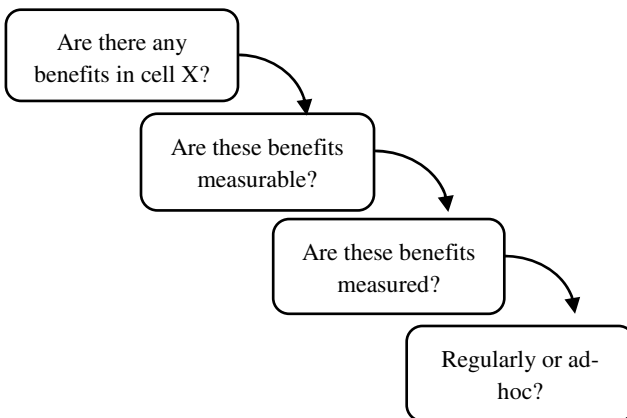 Are there any
benefits in cell X?
Are these benefits
measurable?
Are these benefits
measured?
Regularly or ad-
hoc?